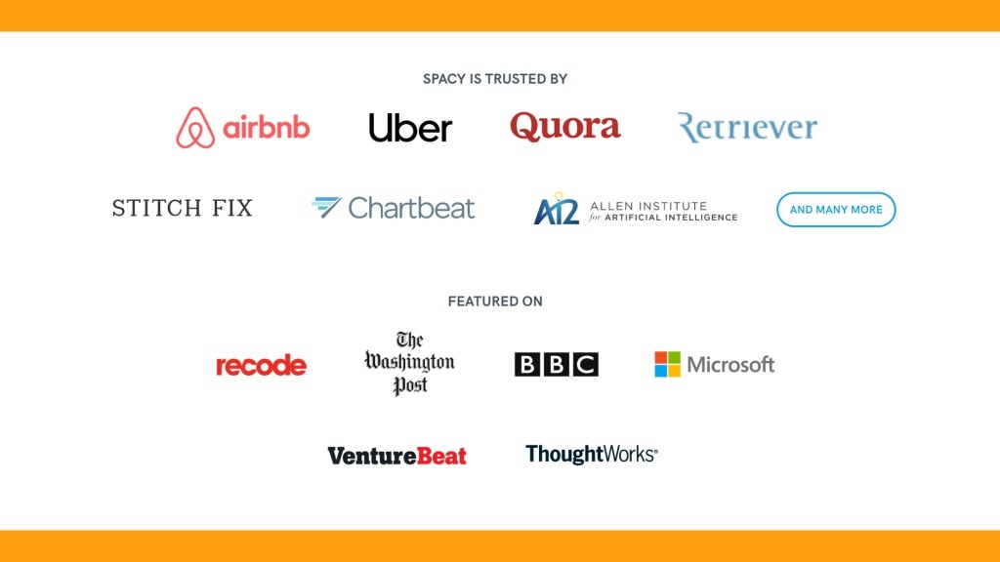 SPACY IS TRUSTED BY
airbnb Uber Quora Retriever
STITCH FIX Chartbeat AI2 ALLEN INSTITUTE for ARTIFICIAL INTELLIGENCE AND MANY MORE
FEATURED ON
recode The Washington Post BBC Microsoft
VentureBeat ThoughtWorks®